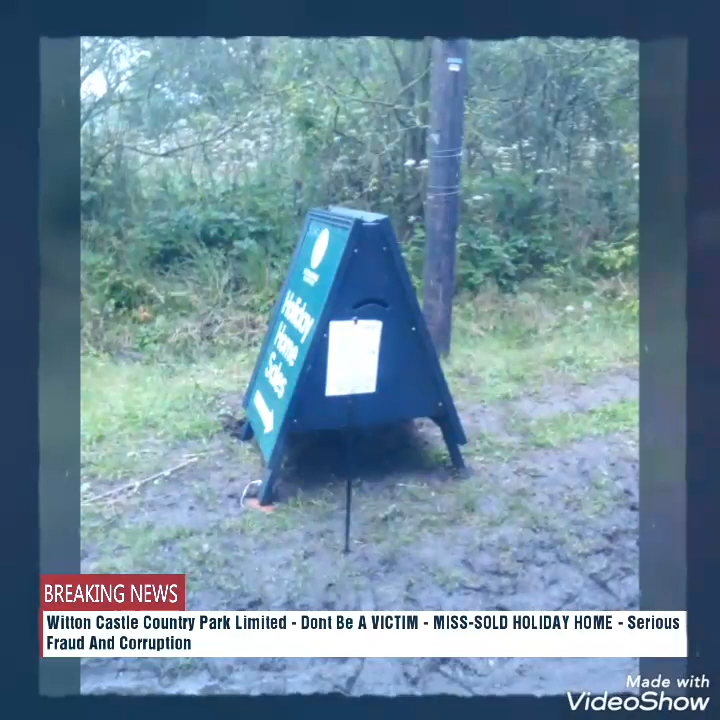 Holiday
Home
Sales
BREAKING NEWS
Witton Castle Country Park Limited - Dont Be A VICTIM - MISS-SOLD HOLIDAY HOME - Serious
Fraud And Corruption
Made with
VideoShow